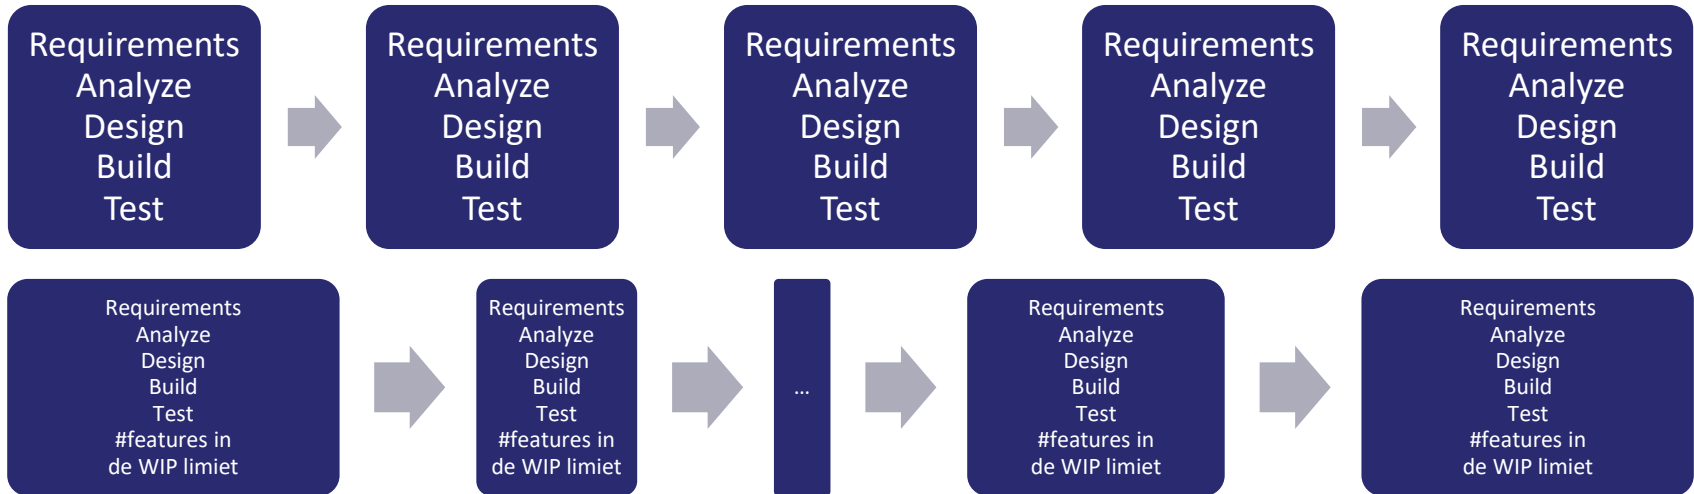 Requirements
Analyze
Design
Build
Test
Requirements
Analyze
Design
Build
Test
Requirements
Analyze
Design
Build
Test
Requirements
Analyze
Design
Build
Test
Requirements
Analyze
Design
Build
Test
Requirements
Analyze
Design
Build
Test
#features in
de WIP limiet
Requirements
Analyze
Design
Build
Test
#features in
de WIP limiet
...
Requirements
Analyze
Design
Build
Test
#features in
de WIP limiet
Requirements
Analyze
Design
Build
Test
#features in
de WIP limiet